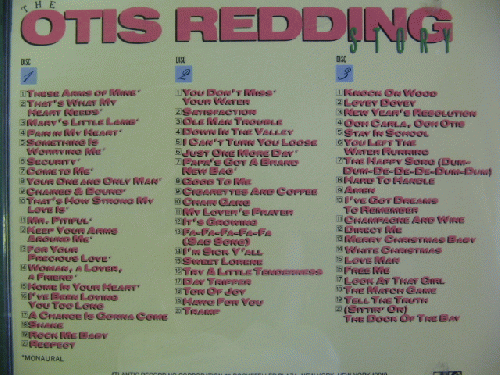 THE
OTIS REDDING
STORY
DISC
1
1 THESE ARMS OF MINE*
2 THAT'S WHAT MY
HEART NEEDS*
3 MARY'S LITTLE LAMB*
4 PAIN IN MY HEART*
5 SOMETHING IS
WORRYING ME*
6 SECURITY*
7 COME TO ME*
8 YOUR ONE AND ONLY MAN*
9 CHAINED & BOUND*
10 THAT'S HOW STRONG MY
LOVE IS*
11 MR. PITIFUL*
12 KEEP YOUR ARMS
AROUND ME*
13 FOR YOUR
PRECIOUS LOVE*
14 WOMAN, A LOVER,
A FRIEND*
15 HOME IN YOUR HEART*
16 I'VE BEEN LOVING
YOU TOO LONG
17 A CHANGE IS GONNA COME
18 SHAKE
19 ROCK ME BABY
20 RESPECT
*MONAURAL
DISC
2
1 YOU DON'T MISS
YOUR WATER
2 SATISFACTION
3 OLE MAN TROUBLE
4 DOWN IN THE VALLEY
5 I CAN'T TURN YOU LOOSE
6 JUST ONE MORE DAY*
7 PAPA'S GOT A BRAND
NEW BAG*
8 GOOD TO ME
9 CIGARETTES AND COFFEE
10 CHAIN GANG
11 MY LOVER'S PRAYER
12 IT'S GROWING
13 FA-FA-FA-FA-FA
(SAD SONG)
14 I'M SICK Y'ALL
15 SWEET LORENE
16 TRY A LITTLE TENDERNESS
17 DAY TRIPPER
18 TON OF JOY
19 HAWG FOR YOU
20 TRAMP*
DISC
3
1 KNOCK ON WOOD
2 LOVEY DOVEY
3 NEW YEAR'S RESOLUTION
4 OOH CARLA, OOH OTIS
5 STAY IN SCHOOL
6 YOU LEFT THE
WATER RUNNING
7 THE HAPPY SONG (DUM-
DUM-DE-DE-DE-DUM-DUM)
8 HARD TO HANDLE
9 AMEN
10 I'VE GOT DREAMS
TO REMEMBER
11 CHAMPAGNE AND WINE
12 DIRECT ME
13 MERRY CHRISTMAS BABY
14 WHITE CHRISTMAS
15 LOVE MAN
16 FREE ME
17 LOOK AT THAT GIRL
18 THE MATCH GAME
19 TELL THE TRUTH
20 (SITTIN' ON)
THE DOCK OF THE BAY